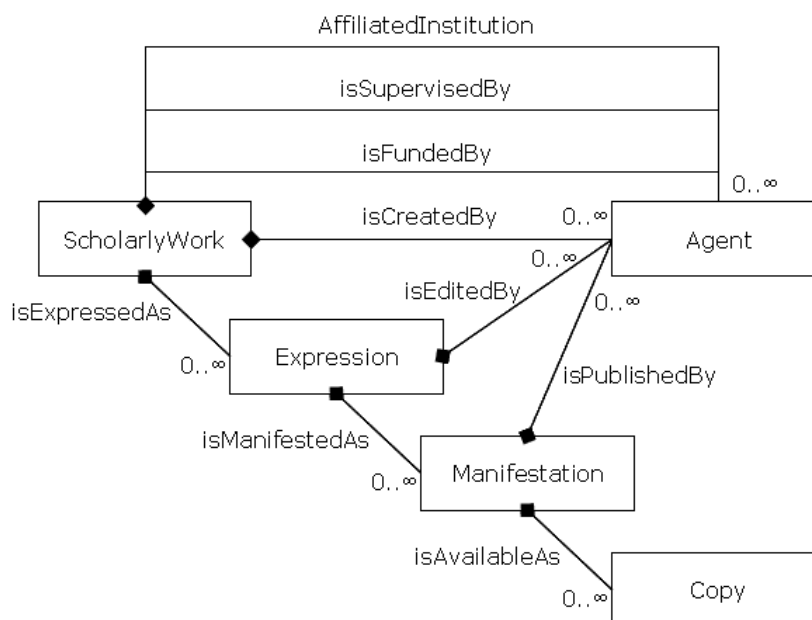 AffiliatedInstitution
isSupervisedBy
isFundedBy
0..∞
isCreatedBy
0..∞
ScholarlyWork
Agent
0..∞
isEditedBy
0..∞
isExpressedAs
0..∞
Expression
isPublishedBy
isManifestedAs
0..∞
Manifestation
isAvailableAs
0..∞
Copy